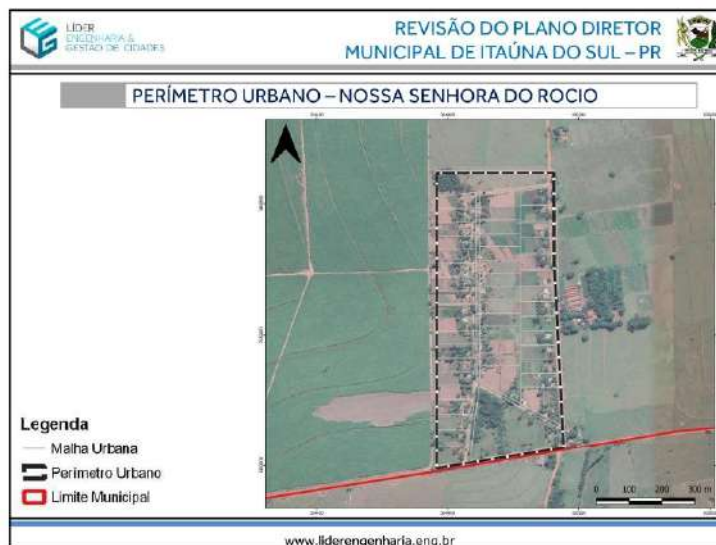 LÍDER
ENGENHARIA &
GESTÃO DE CIDADES
REVISÃO DO PLANO DIRETOR
MUNICIPAL DE ITAÚNA DO SUL – PR
PERÍMETRO URBANO – NOSSA SENHORA DO ROCIO
Legenda
Malha Urbana
Perímetro Urbano
Limite Municipal
0 100 200 300 m
www.liderengenharia.eng.br